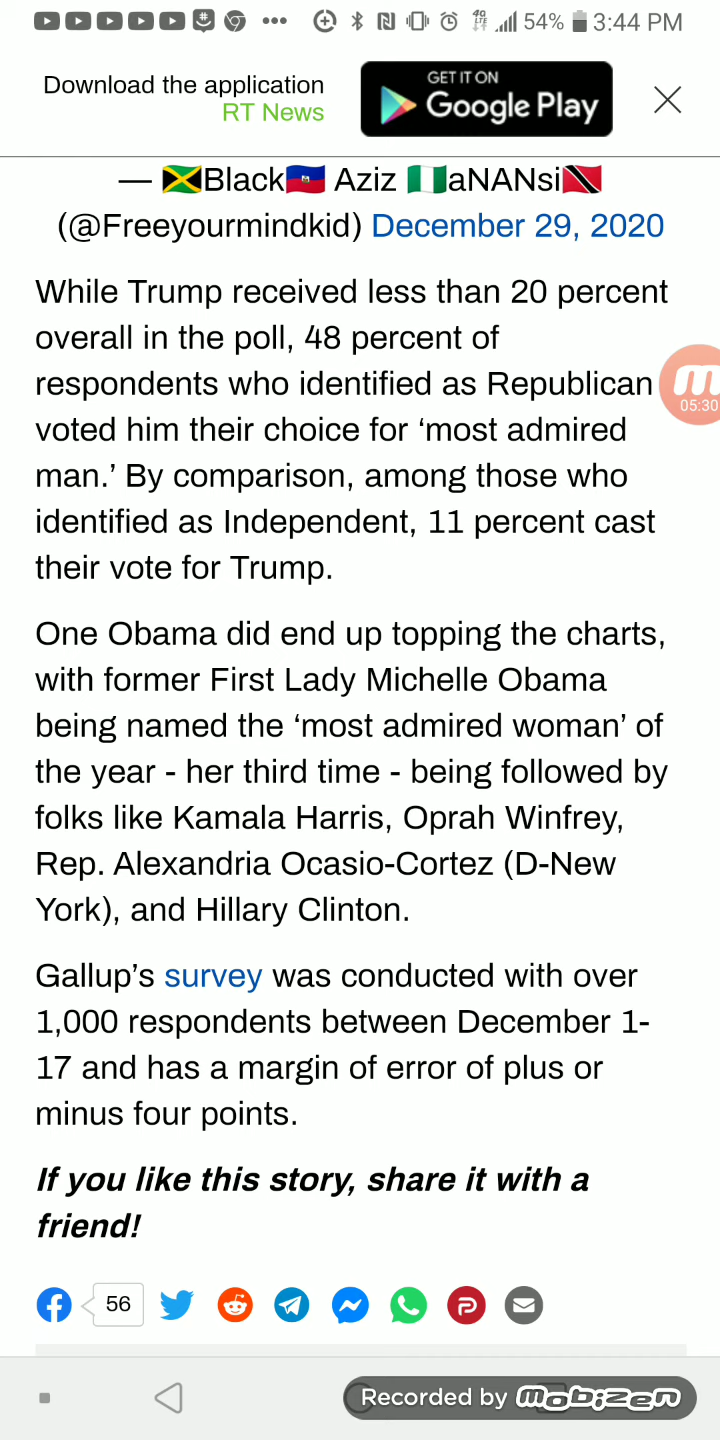 4G
LTE
54% 3:44 PM
Download the application
RT News
GET IT ON
Google Play
— 🇯🇲Black🇭🇹 Aziz 🇳🇬aNANsi🇹🇹
(@Freeyourmindkid) December 29, 2020
While Trump received less than 20 percent
overall in the poll, 48 percent of
respondents who identified as Republican
voted him their choice for ‘most admired
man.’ By comparison, among those who
identified as Independent, 11 percent cast
their vote for Trump.
05:30
One Obama did end up topping the charts,
with former First Lady Michelle Obama
being named the ‘most admired woman’ of
the year - her third time - being followed by
folks like Kamala Harris, Oprah Winfrey,
Rep. Alexandria Ocasio-Cortez (D-New
York), and Hillary Clinton.
Gallup’s survey was conducted with over
1,000 respondents between December 1-
17 and has a margin of error of plus or
minus four points.
If you like this story, share it with a
friend!
56
Recorded by mobizen